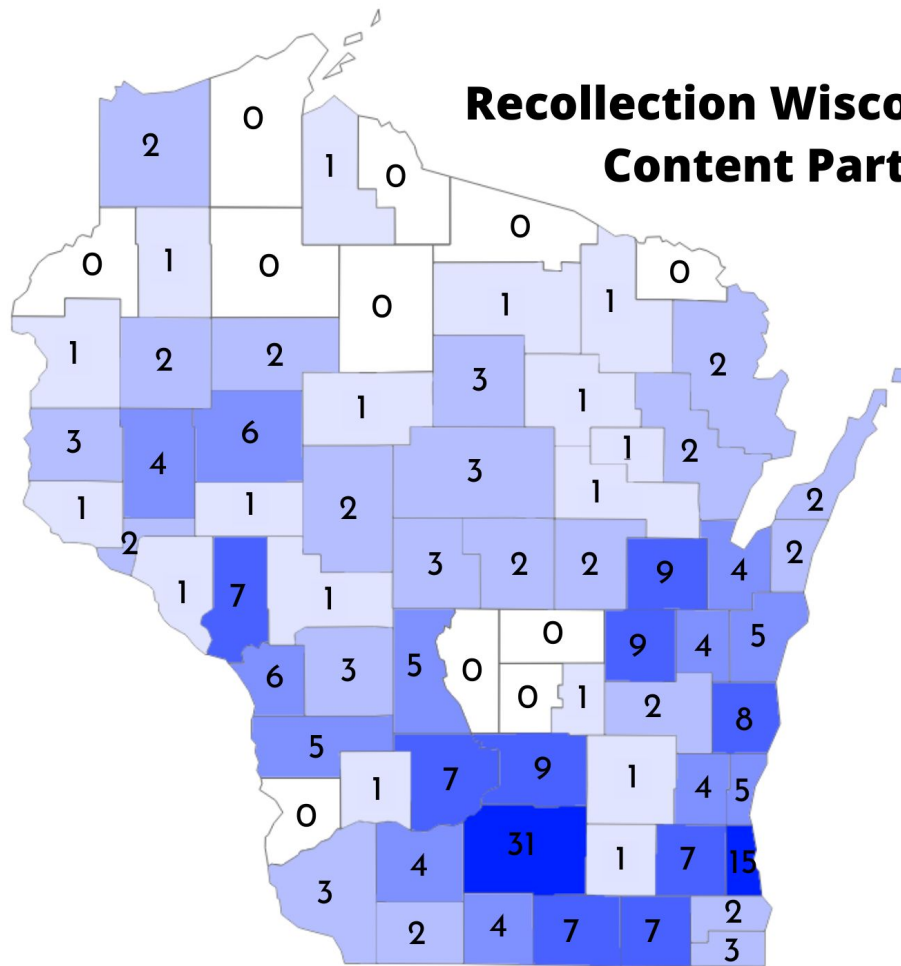 Recollection Wisco
Content Part
0
2
1 0
0
0 1 0 0
0 1 1
1 2 2 2
1 3 1
3 4 6 3 1 2
1 1 2 1 2
2 3 2 2 9 4 2
1 7 1
0 9 4 5
6 3 5 0 0 1 2 8
5 7 9 1 4 5
0 1
3 4 31 1 7 15
2 4 7 7 2
3